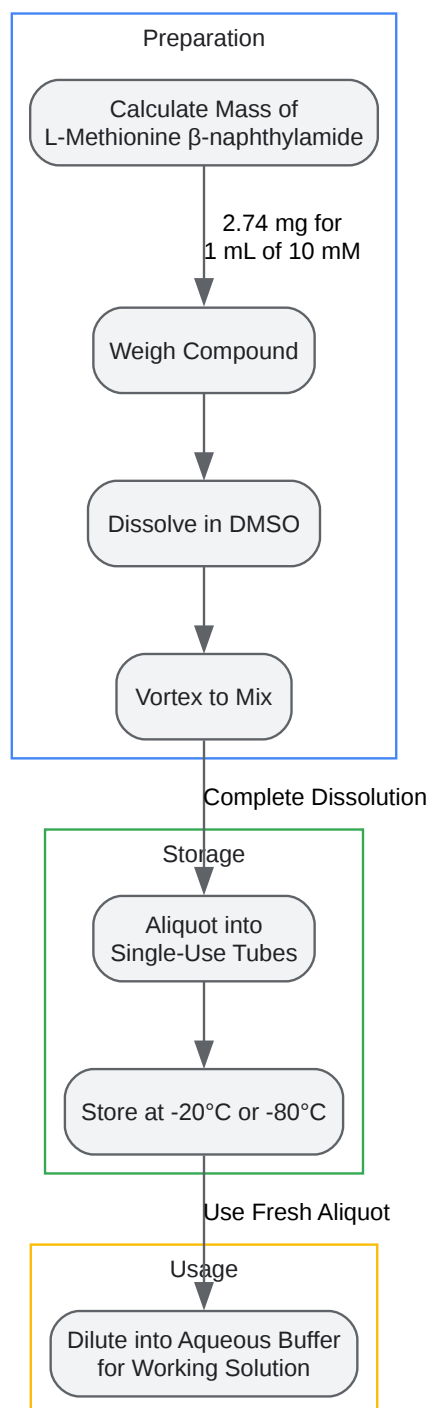 Preparation
Calculate Mass of
L-Methionine β-naphthylamide
2.74 mg for
1 mL of 10 mM
Weigh Compound
Dissolve in DMSO
Vortex to Mix
Complete Dissolution
Storage
Aliquot into
Single-Use Tubes
Store at -20°C or -80°C
Use Fresh Aliquot
Usage
Dilute into Aqueous Buffer
for Working Solution